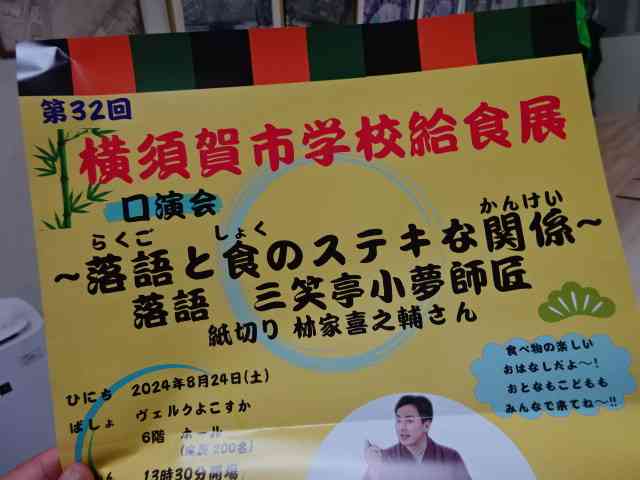 第32回
横須賀市学校給食展
口演会
らくご しょく かんけい
~落語と食のステキな関係~
落語 三笑亭小夢師匠
紙切り 林家喜之輔さん
食べ物の楽しい
おはなしだよ~!
おとなもこどもも
みんなで来てね~!!
ひにち 2024年8月24日(土)
ばしょ ヴェルクよこすか
6階 ホール
(定員 200名)
13時30分開場